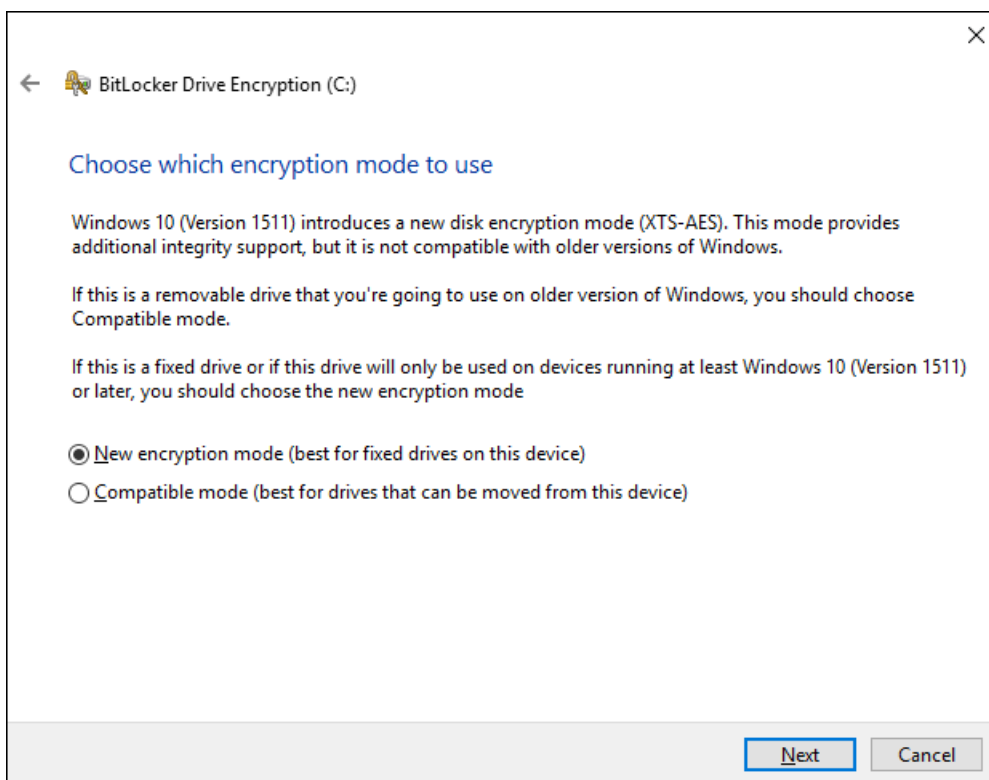 BitLocker Drive Encryption (C:)
Choose which encryption mode to use
Windows 10 (Version 1511) introduces a new disk encryption mode (XTS-AES). This mode provides
additional integrity support, but it is not compatible with older versions of Windows.
If this is a removable drive that you're going to use on older version of Windows, you should choose
Compatible mode.
If this is a fixed drive or if this drive will only be used on devices running at least Windows 10 (Version 1511)
or later, you should choose the new encryption mode
New encryption mode (best for fixed drives on this device)
Compatible mode (best for drives that can be moved from this device)
Next Cancel